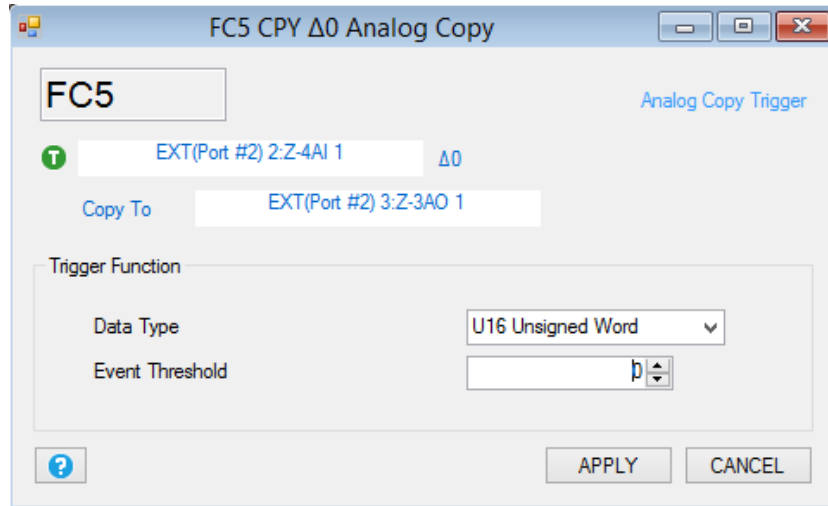 FC5 CPY Δ0 Analog Copy
FC5
Analog Copy Trigger
T EXT(Port #2) 2:Z-4AI 1 Δ0
Copy To EXT(Port #2) 3:Z-3AO 1
Trigger Function
Data Type U16 Unsigned Word
Event Threshold 0
? APPLY CANCEL